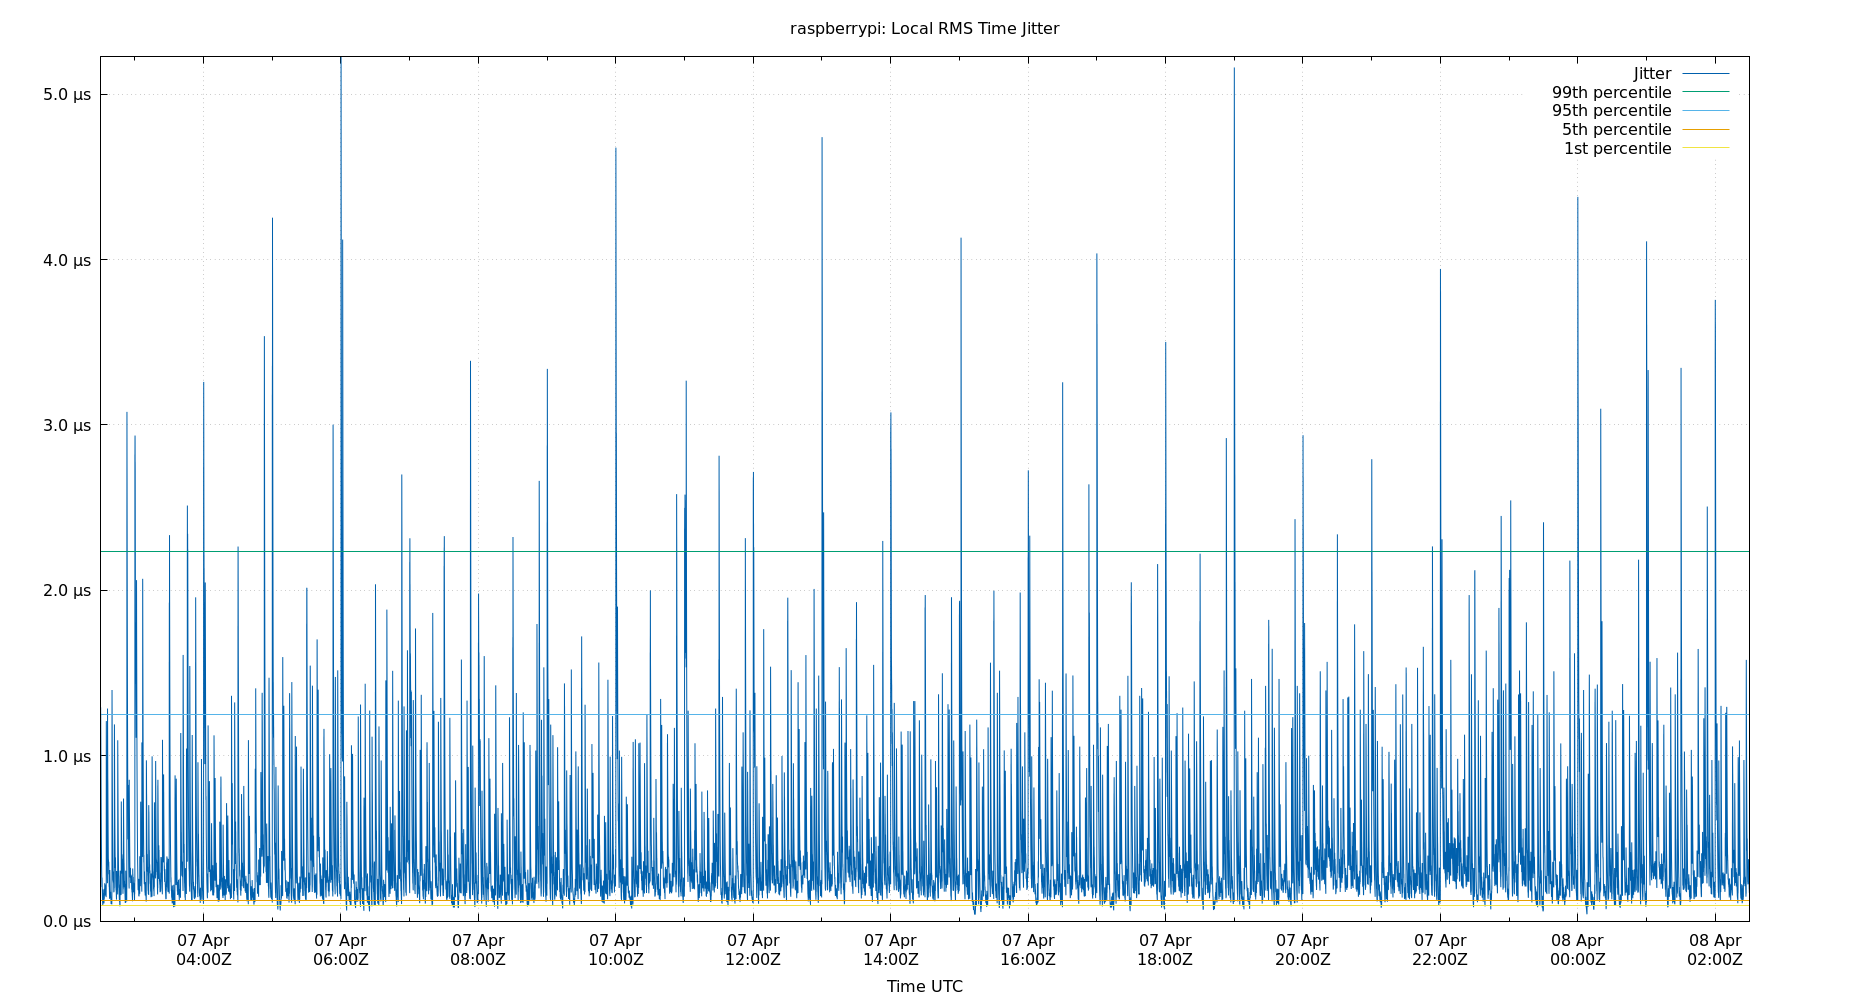 raspberrypi: Local RMS Time Jitter
Jitter
99th percentile
95th percentile
5th percentile
1st percentile
5.0 μs
4.0 μs
3.0 μs
2.0 μs
1.0 μs
0.0 μs
07 Apr 07 Apr 07 Apr 07 Apr 07 Apr 07 Apr 07 Apr 07 Apr 07 Apr 07 Apr 08 Apr 08 Apr
04:00Z 06:00Z 08:00Z 10:00Z 12:00Z 14:00Z 16:00Z 18:00Z 20:00Z 22:00Z 00:00Z 02:00Z
Time UTC